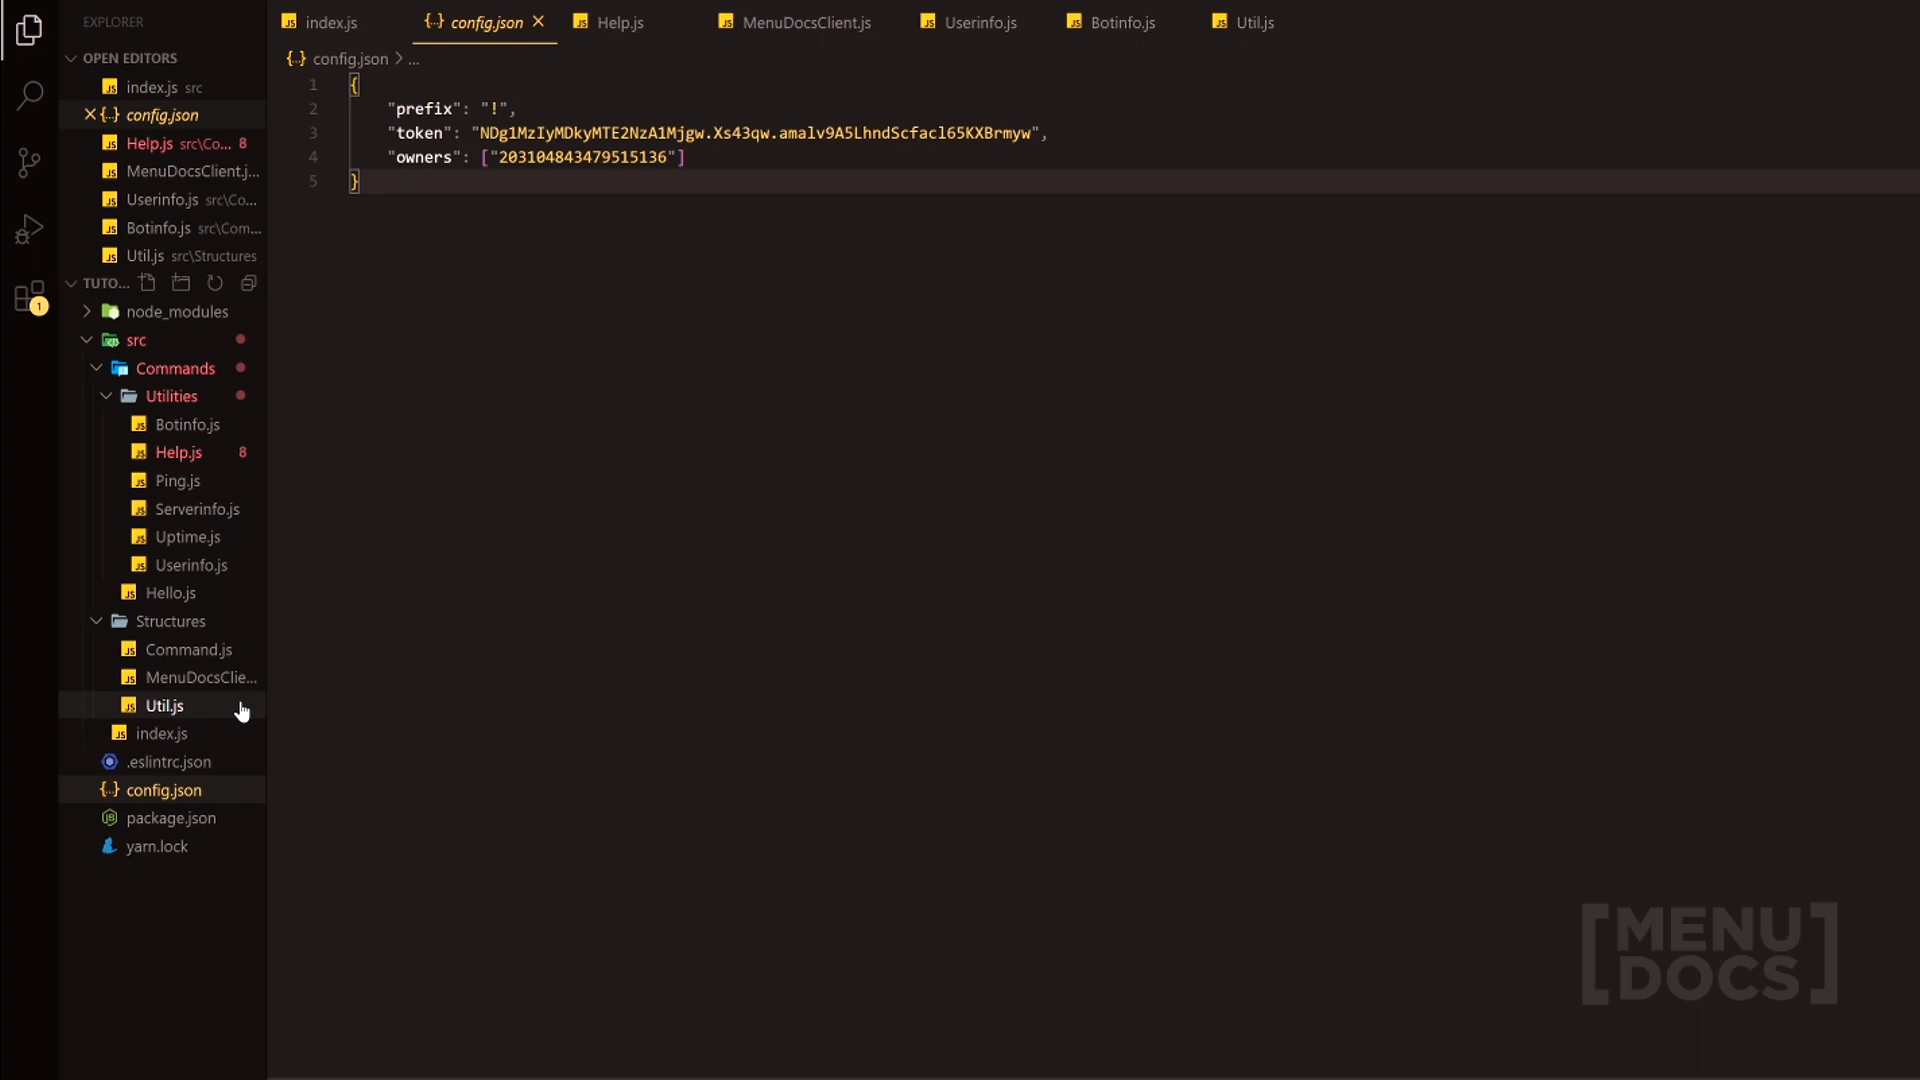 EXPLORER
OPEN EDITORS
index.js src
config.json
Help.js src\Co... 8
MenuDocsClient.j...
Userinfo.js src\Co...
Botinfo.js src\Com...
Util.js src\Structures
TUTO...
node_modules
src
Commands
Utilities
Botinfo.js
Help.js 8
Ping.js
Serverinfo.js
Uptime.js
Userinfo.js
Hello.js
Structures
Command.js
MenuDocsClie...
Util.js
index.js
.eslintrc.json
config.json
package.json
yarn.lock
1
index.js config.json Help.js MenuDocsClient.js Userinfo.js Botinfo.js Util.js
config.json > ...
1 {
2 "prefix": "!",
3 "token": "NDg1MzIyMDkyMTE2NzA1Mjgw.Xs43qw.amalv9A5LhndScfacl65KXBrmyw",
4 "owners": ["203104843479515136"]
5 }
[MENU
DOCS]